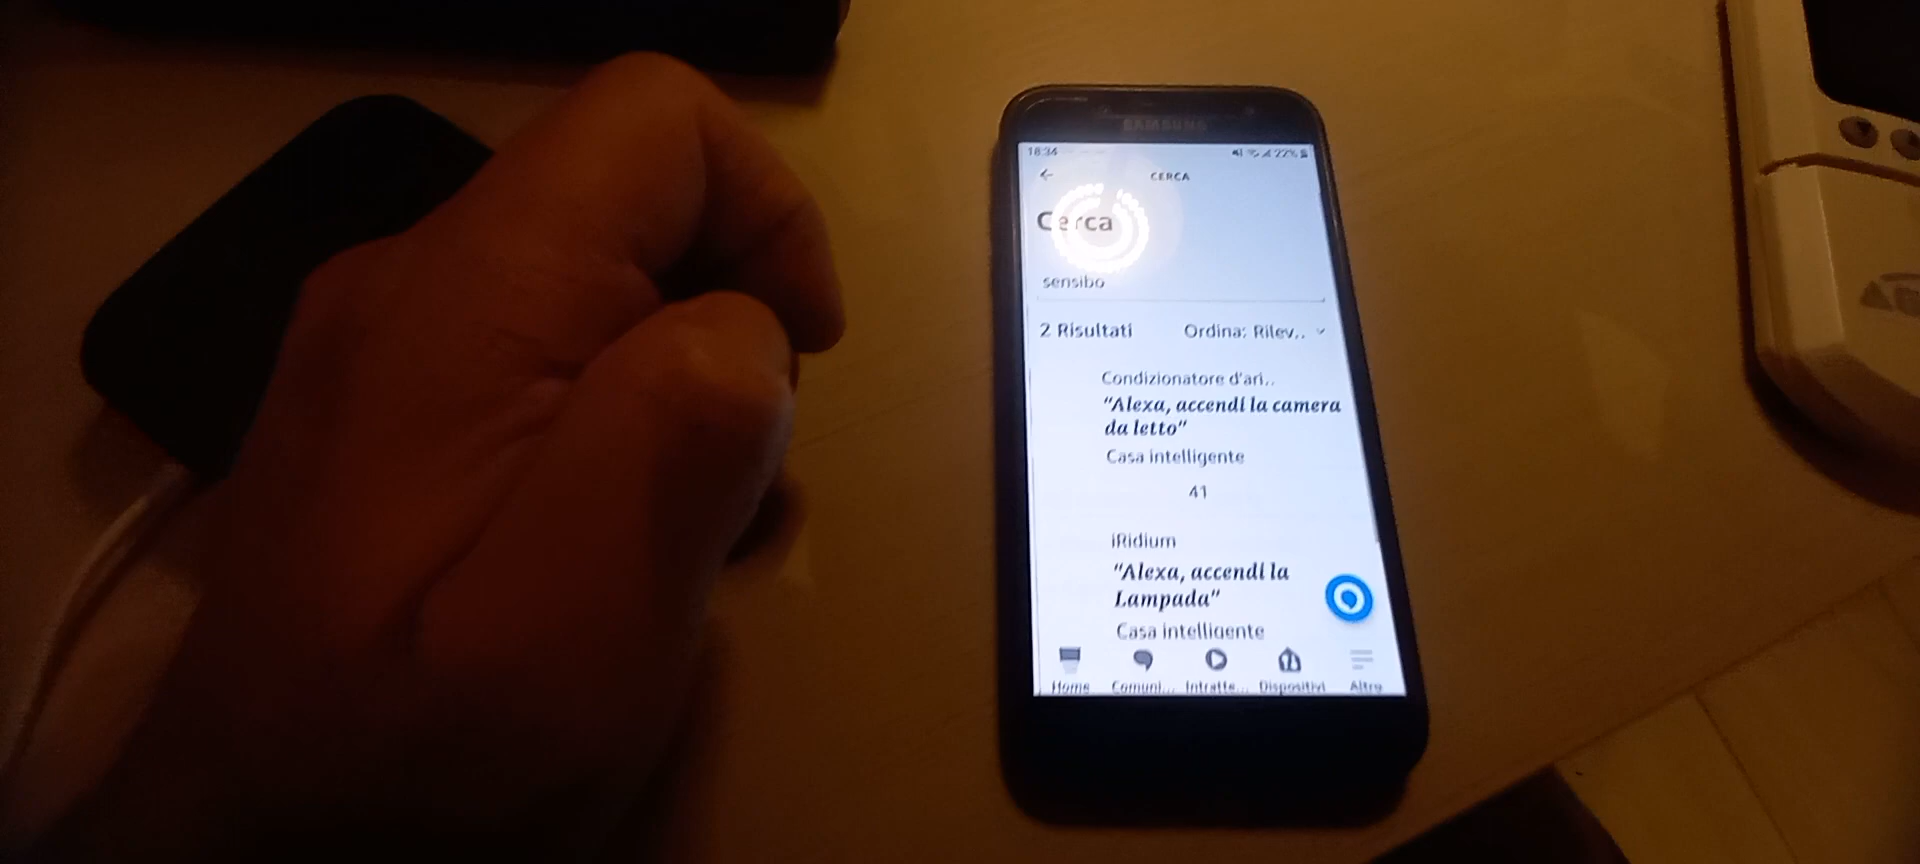 SAMSUNG
18:34
22%
CERCA
Cerca
sensibo
2 Risultati
Ordina: Rilev..
Condizionatore d'ari..
"Alexa, accendi la camera
da letto"
Casa intelligente
41
iRidium
"Alexa, accendi la
Lampada"
Casa intelligente
Home
Comuni...
Intratte...
Dispositivi
Altro